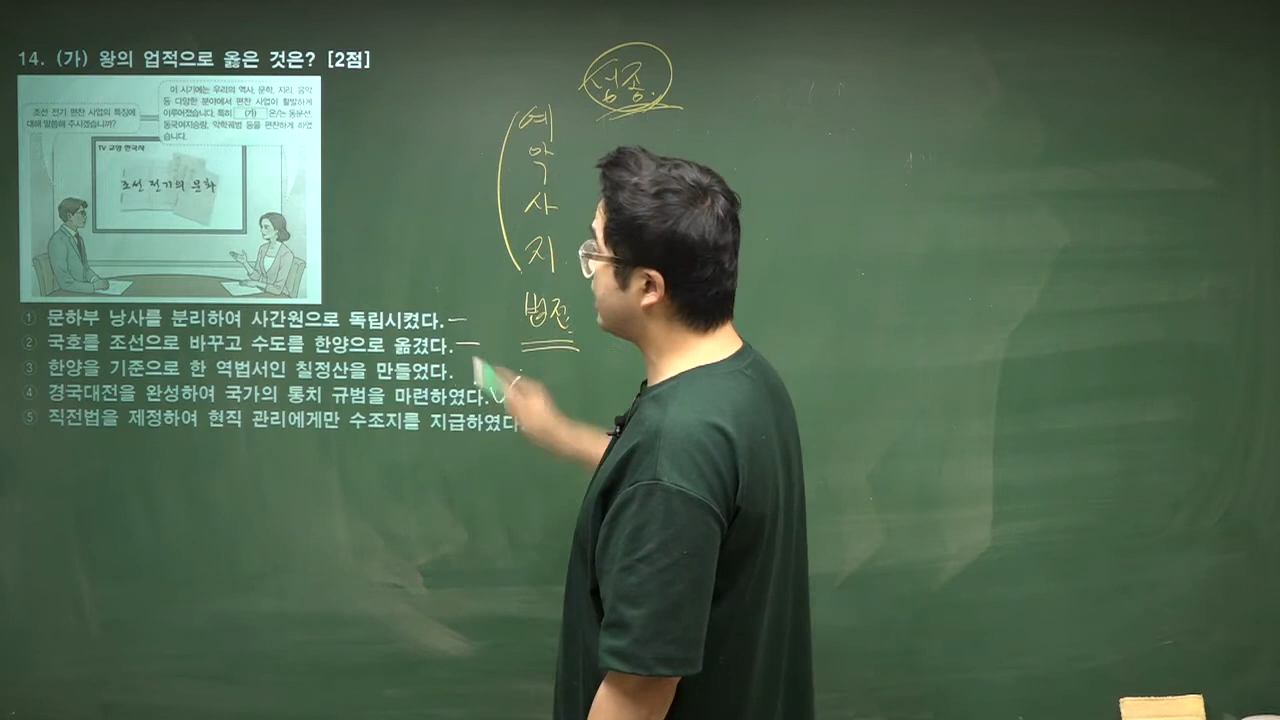 14. (가) 왕의 업적으로 옳은 것은? [2점]
조선 전기 편찬 사업의 특징에
대해 말씀해 주시겠습니까?
이 시기에는 우리의 역사, 문학, 지리, 음악
등 다양한 분야에서 편찬 사업이 활발하게
이루어졌습니다. 특히 (가) 은/는 동문선,
동국여지승람, 악학궤범 등을 편찬하게 하였
습니다.
TV 교양 한국사
조선 전기의 문화
① 문하부 낭사를 분리하여 사간원으로 독립시켰다.
② 국호를 조선으로 바꾸고 수도를 한양으로 옮겼다.
③ 한양을 기준으로 한 역법서인 칠정산을 만들었다.
④ 경국대전을 완성하여 국가의 통치 규범을 마련하였다.
⑤ 직전법을 제정하여 현직 관리에게만 수조지를 지급하였다.
성종
예
악
사
지
법전